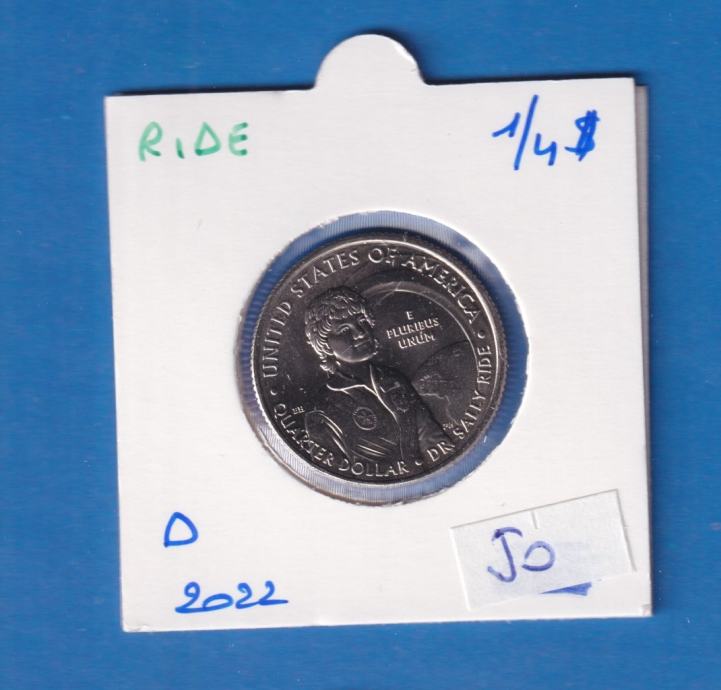 RIDE
1/4 $
UNITED STATES OF AMERICA
E
PLURIBUS
UNUM
QUARTER DOLLAR • DR. SALLY RIDE •
D
2022
50